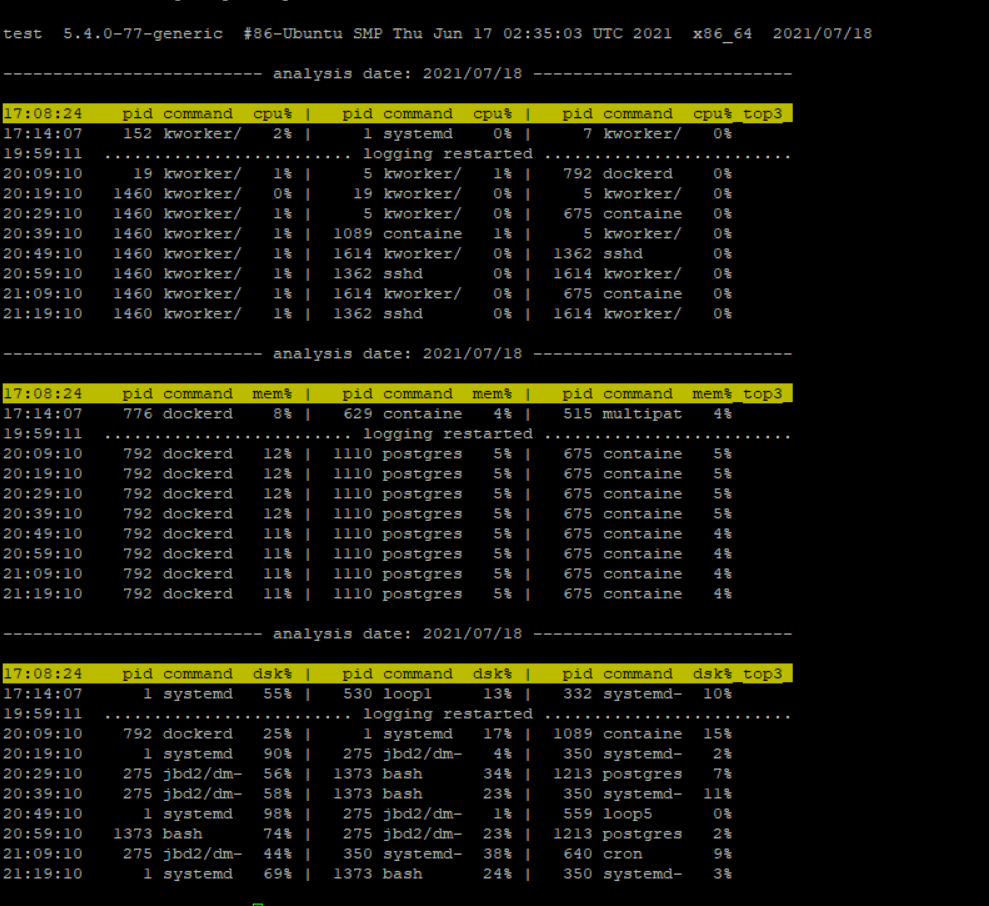 test  5.4.0-77-generic  #86-Ubuntu SMP Thu Jun 17 02:35:03 UTC 2021  x86_64  2021/07/18
-------------------------- analysis date: 2021/07/18 --------------------------
17:08:24    pid command  cpu% |   pid command  cpu% |   pid command  cpu%_top3_
17:14:07    152 kworker/   2% |     1 systemd    0% |     7 kworker/   0%
19:59:11  ......................... logging restarted .........................
20:09:10     19 kworker/   1% |     5 kworker/   1% |   792 dockerd    0%
20:19:10   1460 kworker/   0% |    19 kworker/   0% |     5 kworker/   0%
20:29:10   1460 kworker/   1% |     5 kworker/   0% |   675 containe   0%
20:39:10   1460 kworker/   1% |  1089 containe   1% |     5 kworker/   0%
20:49:10   1460 kworker/   1% |  1614 kworker/   0% |  1362 sshd       0%
20:59:10   1460 kworker/   1% |  1362 sshd       0% |  1614 kworker/   0%
21:09:10   1460 kworker/   1% |  1614 kworker/   0% |   675 containe   0%
21:19:10   1460 kworker/   1% |  1362 sshd       0% |  1614 kworker/   0%
-------------------------- analysis date: 2021/07/18 --------------------------
17:08:24    pid command  mem% |   pid command  mem% |   pid command  mem%_top3_
17:14:07    776 dockerd    8% |   629 containe   4% |   515 multipat   4%
19:59:11  ......................... logging restarted .........................
20:09:10    792 dockerd   12% |  1110 postgres   5% |   675 containe   5%
20:19:10    792 dockerd   12% |  1110 postgres   5% |   675 containe   5%
20:29:10    792 dockerd   12% |  1110 postgres   5% |   675 containe   5%
20:39:10    792 dockerd   12% |  1110 postgres   5% |   675 containe   5%
20:49:10    792 dockerd   11% |  1110 postgres   5% |   675 containe   4%
20:59:10    792 dockerd   11% |  1110 postgres   5% |   675 containe   4%
21:09:10    792 dockerd   11% |  1110 postgres   5% |   675 containe   4%
21:19:10    792 dockerd   11% |  1110 postgres   5% |   675 containe   4%
-------------------------- analysis date: 2021/07/18 --------------------------
17:08:24    pid command  dsk% |   pid command  dsk% |   pid command  dsk%_top3_
17:14:07      1 systemd   55% |   530 loop1     13% |   332 systemd-  10%
19:59:11  ......................... logging restarted .........................
20:09:10    792 dockerd   25% |     1 systemd   17% |  1089 containe  15%
20:19:10      1 systemd   90% |   275 jbd2/dm-   4% |   350 systemd-   2%
20:29:10    275 jbd2/dm-  56% |  1373 bash      34% |  1213 postgres   7%
20:39:10    275 jbd2/dm-  58% |  1373 bash      23% |   350 systemd-  11%
20:49:10      1 systemd   98% |   275 jbd2/dm-   1% |   559 loop5      0%
20:59:10   1373 bash      74% |   275 jbd2/dm-  23% |  1213 postgres   2%
21:09:10    275 jbd2/dm-  44% |   350 systemd-  38% |   640 cron       9%
21:19:10      1 systemd   69% |  1373 bash      24% |   350 systemd-   3%